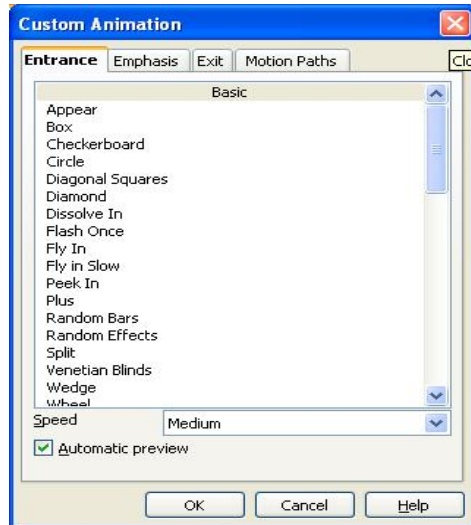 Custom Animation
Entrance Emphasis Exit Motion Paths
Clo
Basic
Appear
Box
Checkerboard
Circle
Diagonal Squares
Diamond
Dissolve In
Flash Once
Fly In
Fly in Slow
Peek In
Plus
Random Bars
Random Effects
Split
Venetian Blinds
Wedge
Wheel
Speed Medium
Automatic preview
OK Cancel Help